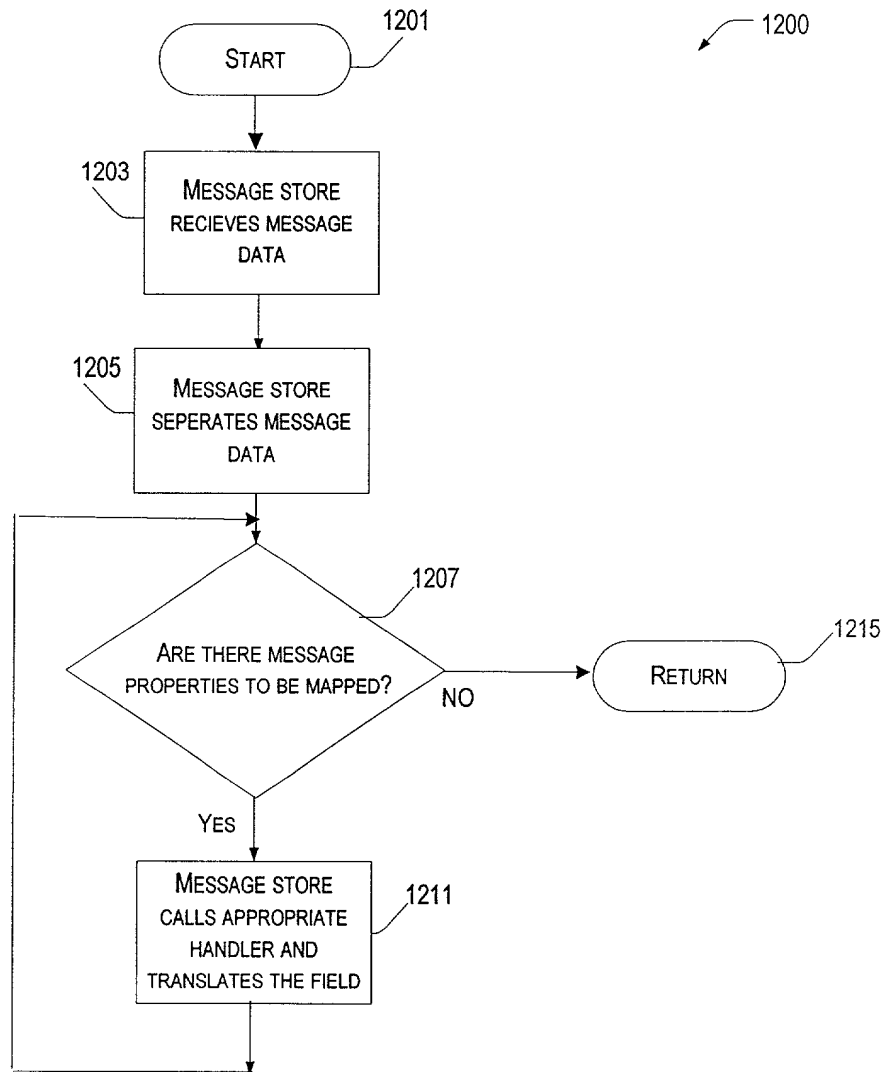 1200
1201
START
1203
MESSAGE STORE
RECIEVES MESSAGE
DATA
1205
MESSAGE STORE
SEPERATES MESSAGE
DATA
1207
ARE THERE MESSAGE
PROPERTIES TO BE MAPPED?
NO
1215
RETURN
YES
1211
MESSAGE STORE
CALLS APPROPRIATE
HANDLER AND
TRANSLATES THE FIELD